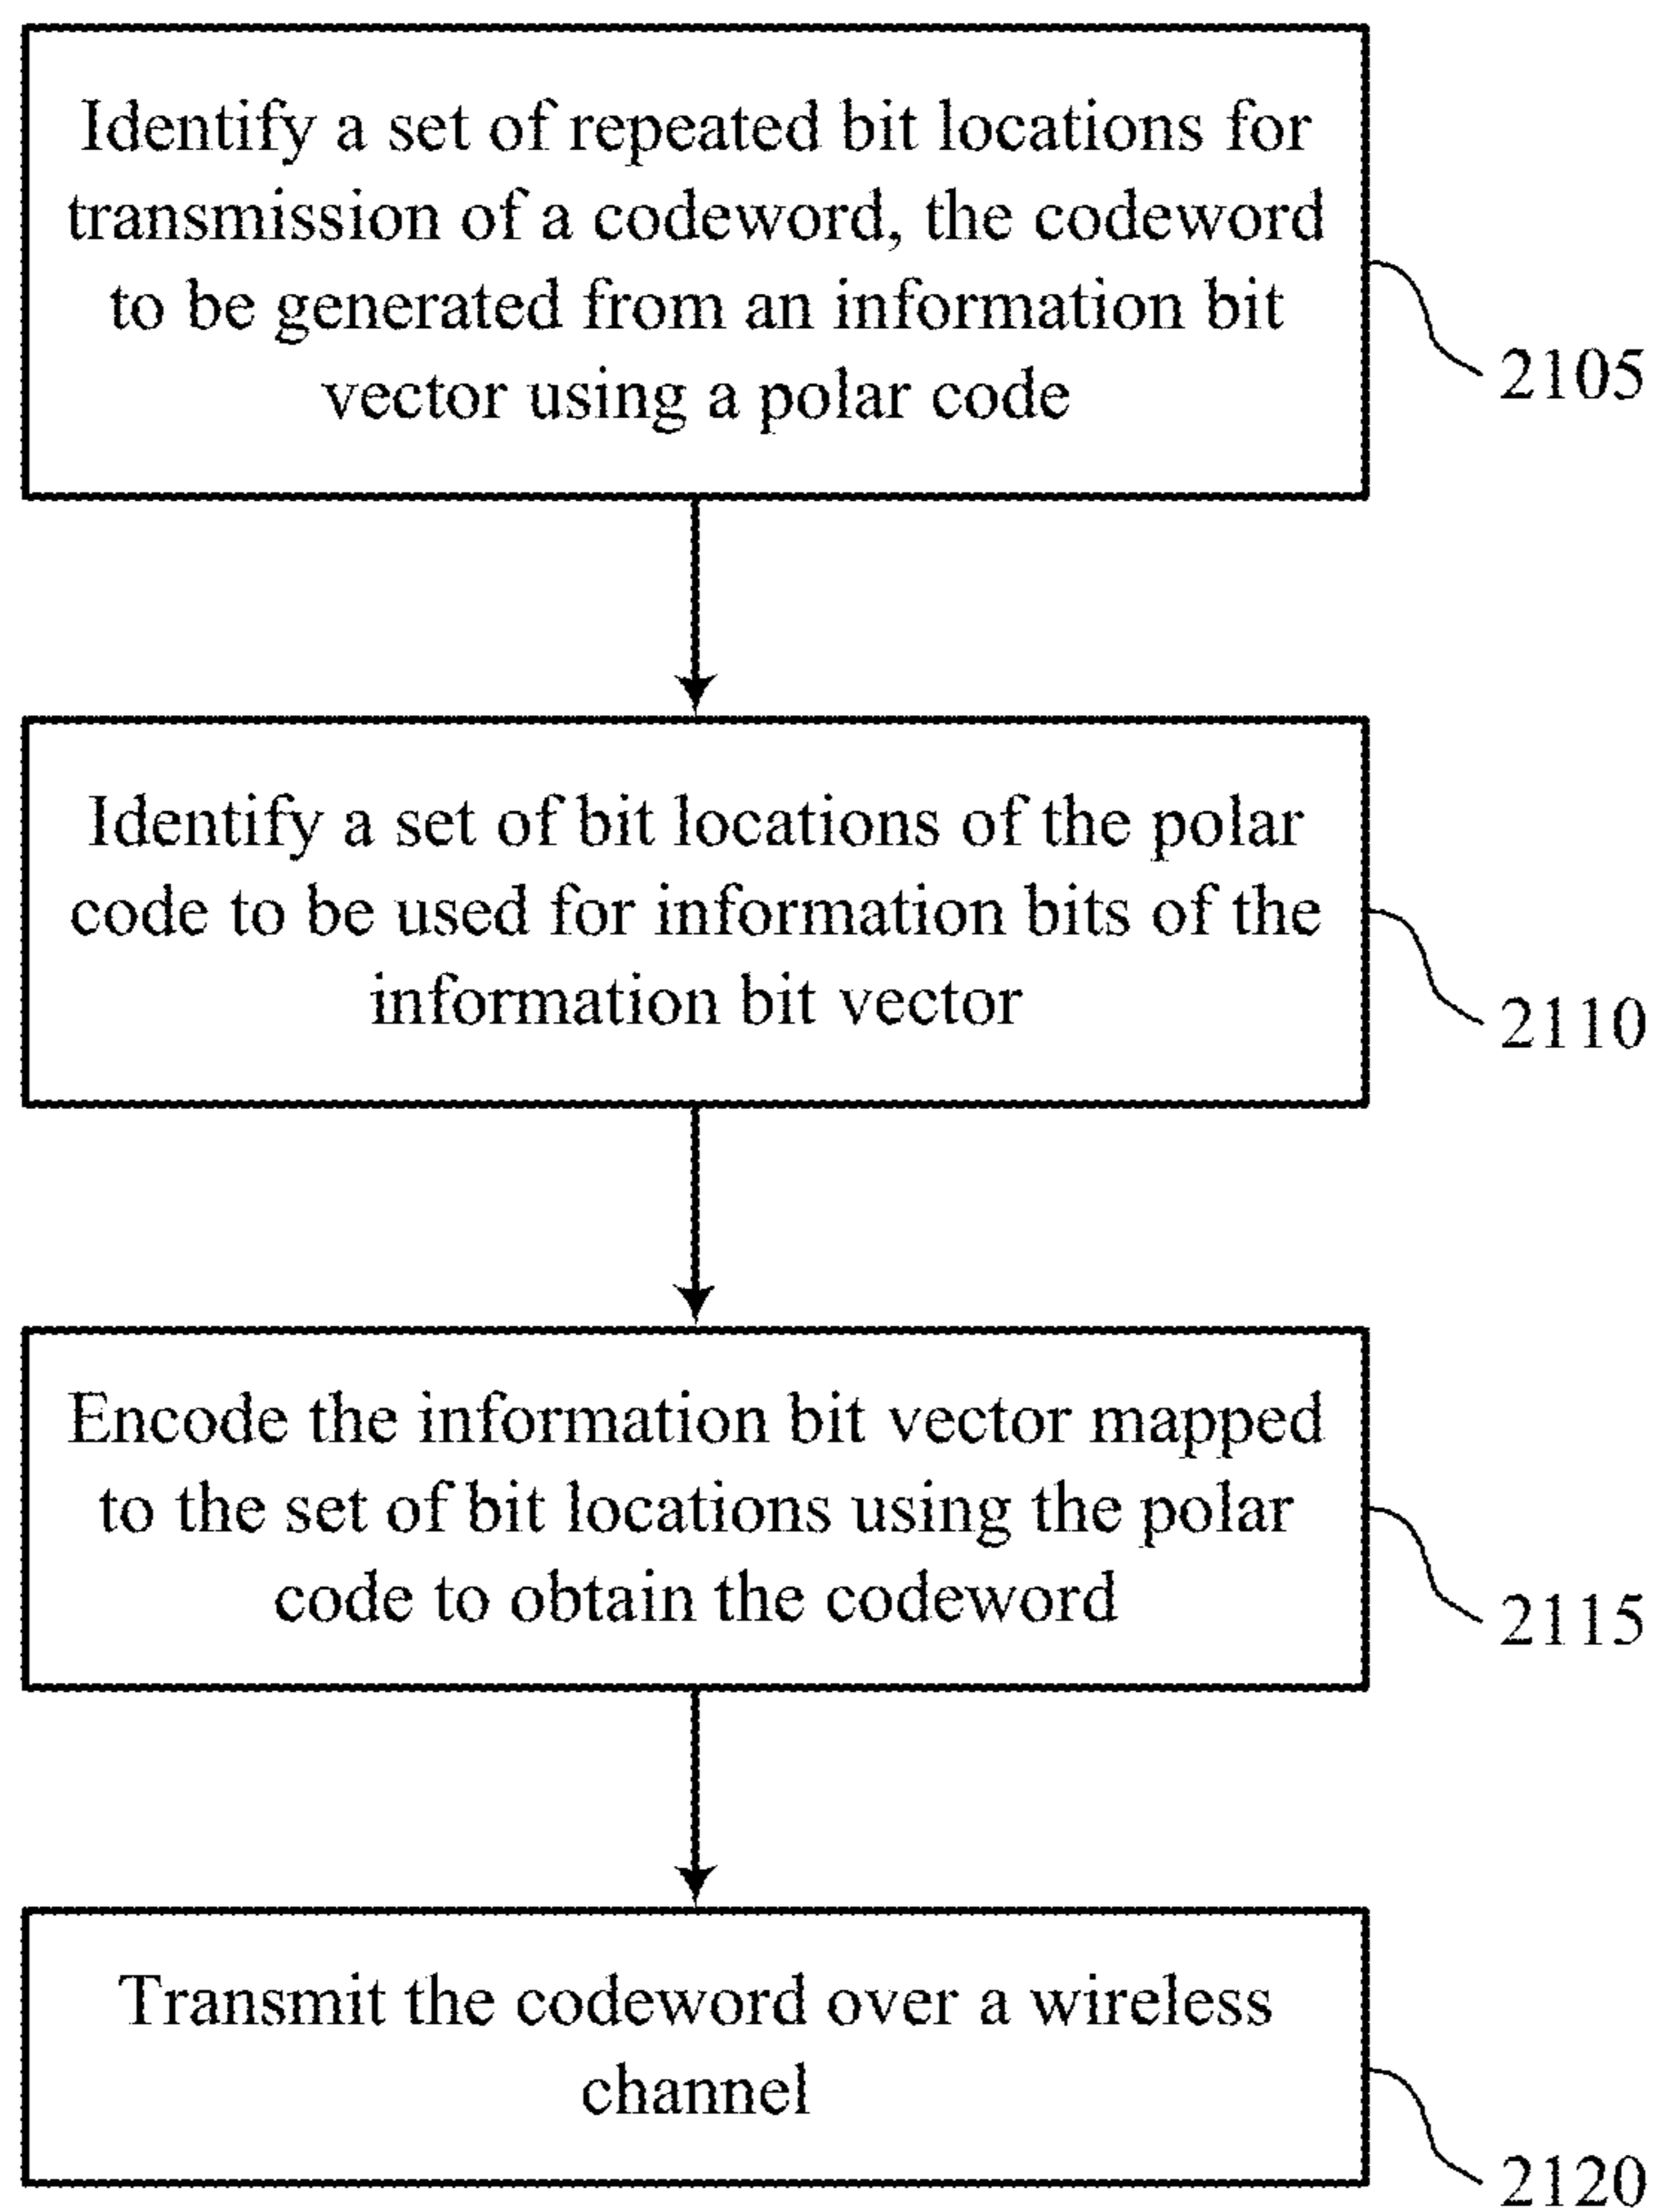 Identify a set of repeated bit locations for
transmission of a codeword, the codeword
to be generated from an information bit
vector using a polar code
2105
Identify a set of bit locations of the polar
code to be used for information bits of the
information bit vector
2110
Encode the information bit vector mapped
to the set of bit locations using the polar
code to obtain the codeword
2115
Transmit the codeword over a wireless
channel
2120